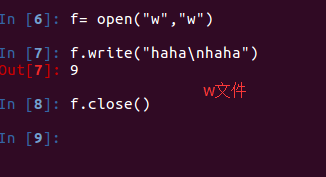 In [6]: f= open("w","w")
In [7]: f.write("haha\nhaha")
Out[7]: 9
w文件
In [8]: f.close()
In [9]: